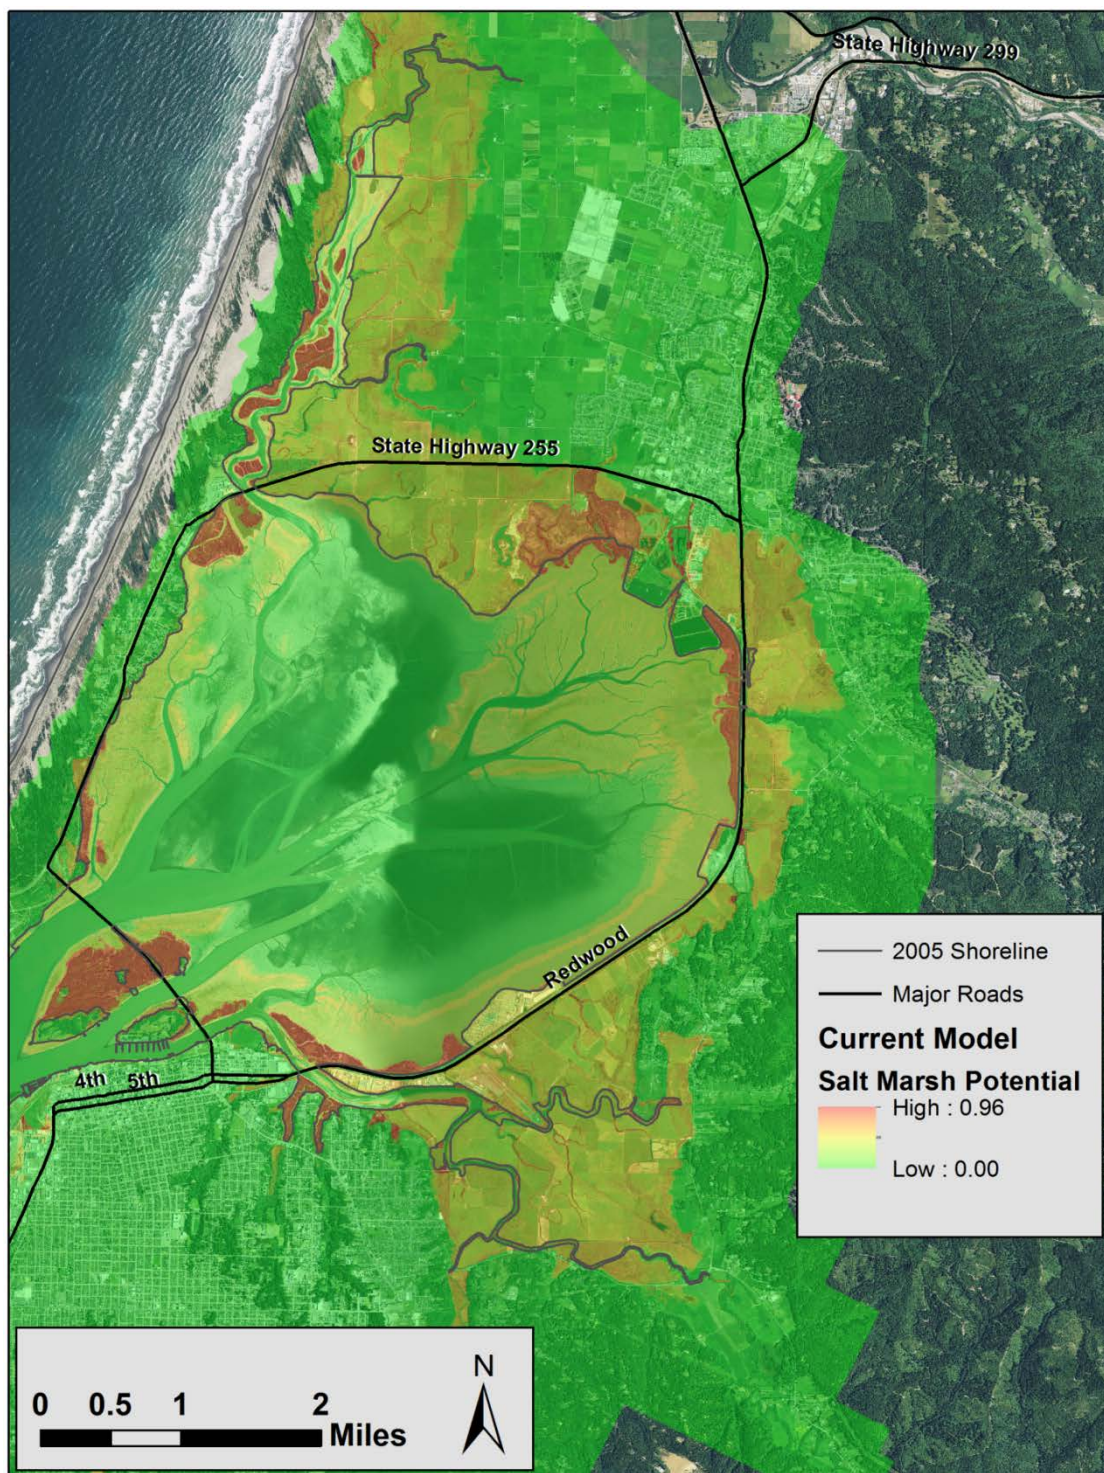 State Highway 299
State Highway 255
Redwood
4th 5th
2005 Shoreline
Major Roads
Current Model
Salt Marsh Potential
High : 0.96
Low : 0.00
N
0 0.5 1 2
Miles